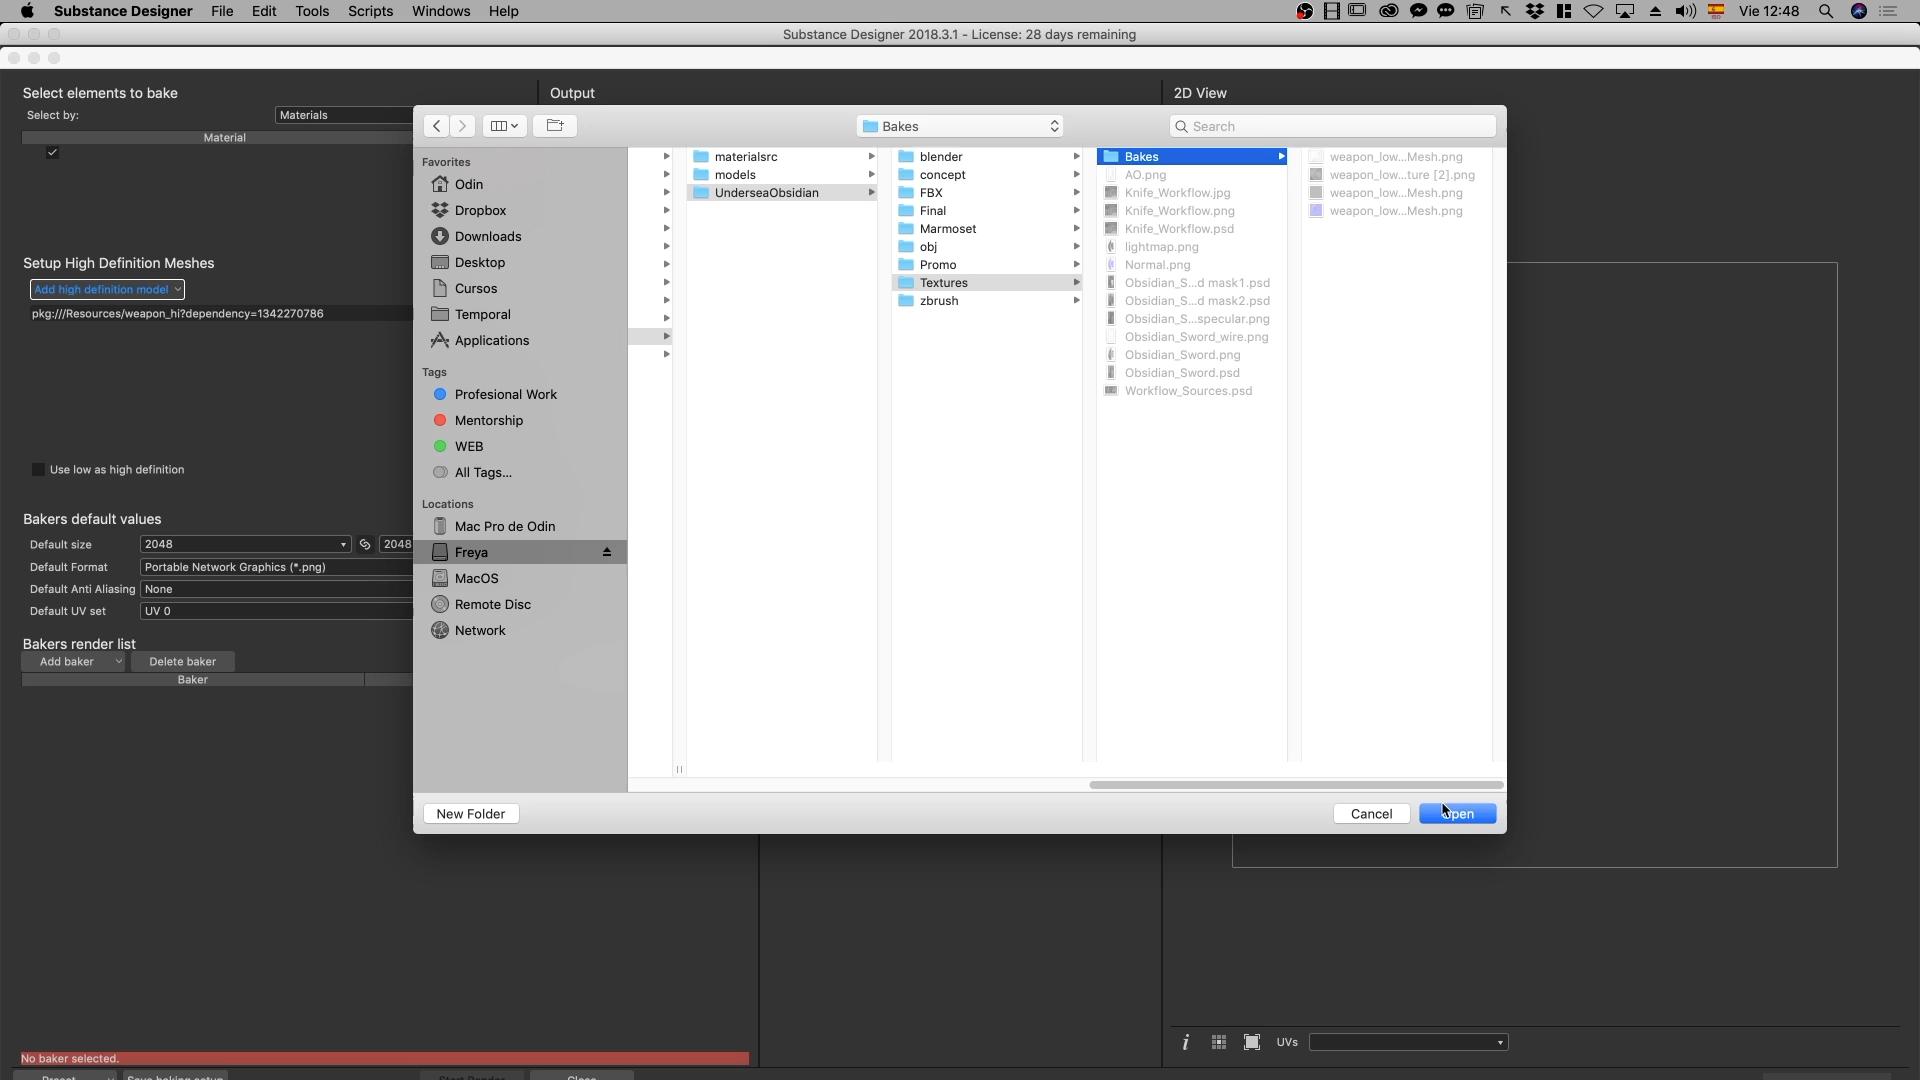 Substance Designer File Edit Tools Scripts Windows Help Vie 12:48
Substance Designer 2018.3.1 - License: 28 days remaining
Select elements to bake
Select by: Materials
Material
Setup High Definition Meshes
Add high definition model
pkg:///Resources/weapon_hi?dependency=1342270786
Use low as high definition
Bakers default values
Default size 2048 2048
Default Format Portable Network Graphics (*.png)
Default Anti Aliasing None
Default UV set UV 0
Bakers render list
Add baker Delete baker
Baker
No baker selected.
Preset Save baking setup Start Render Close
Output
Bakes Search
Favorites
Odin
Dropbox
Downloads
Desktop
Cursos
Temporal
Applications
Tags
Profesional Work
Mentorship
WEB
All Tags...
Locations
Mac Pro de Odin
Freya
MacOS
Remote Disc
Network
materialsrc
models
UnderseaObsidian
blender
concept
FBX
Final
Marmoset
obj
Promo
Textures
zbrush
Bakes
AO.png
Knife_Workflow.jpg
Knife_Workflow.png
Knife_Workflow.psd
lightmap.png
Normal.png
Obsidian_S...d mask1.psd
Obsidian_S...d mask2.psd
Obsidian_S...specular.png
Obsidian_Sword_wire.png
Obsidian_Sword.png
Obsidian_Sword.psd
Workflow_Sources.psd
weapon_low...Mesh.png
weapon_low...ture [2].png
weapon_low...Mesh.png
weapon_low...Mesh.png
New Folder Cancel Open
2D View
UVs